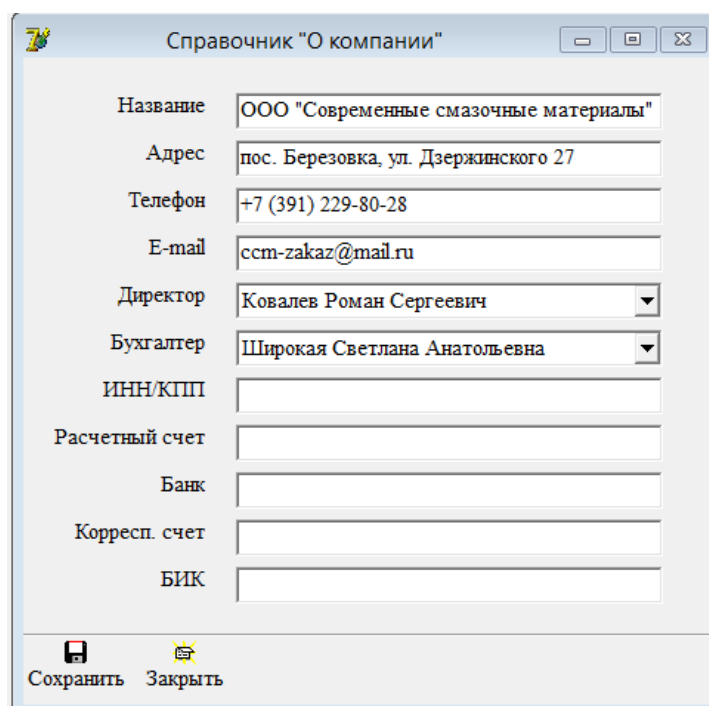 Справочник "О компании"
Название ООО "Современные смазочные материалы"
Адрес пос. Березовка, ул. Дзержинского 27
Телефон +7 (391) 229-80-28
E-mail ccm-zakaz@mail.ru
Директор Ковалев Роман Сергеевич
Бухгалтер Широкая Светлана Анатольевна
ИНН/КПП
Расчетный счет
Банк
Корресп. счет
БИК
Сохранить Закрыть